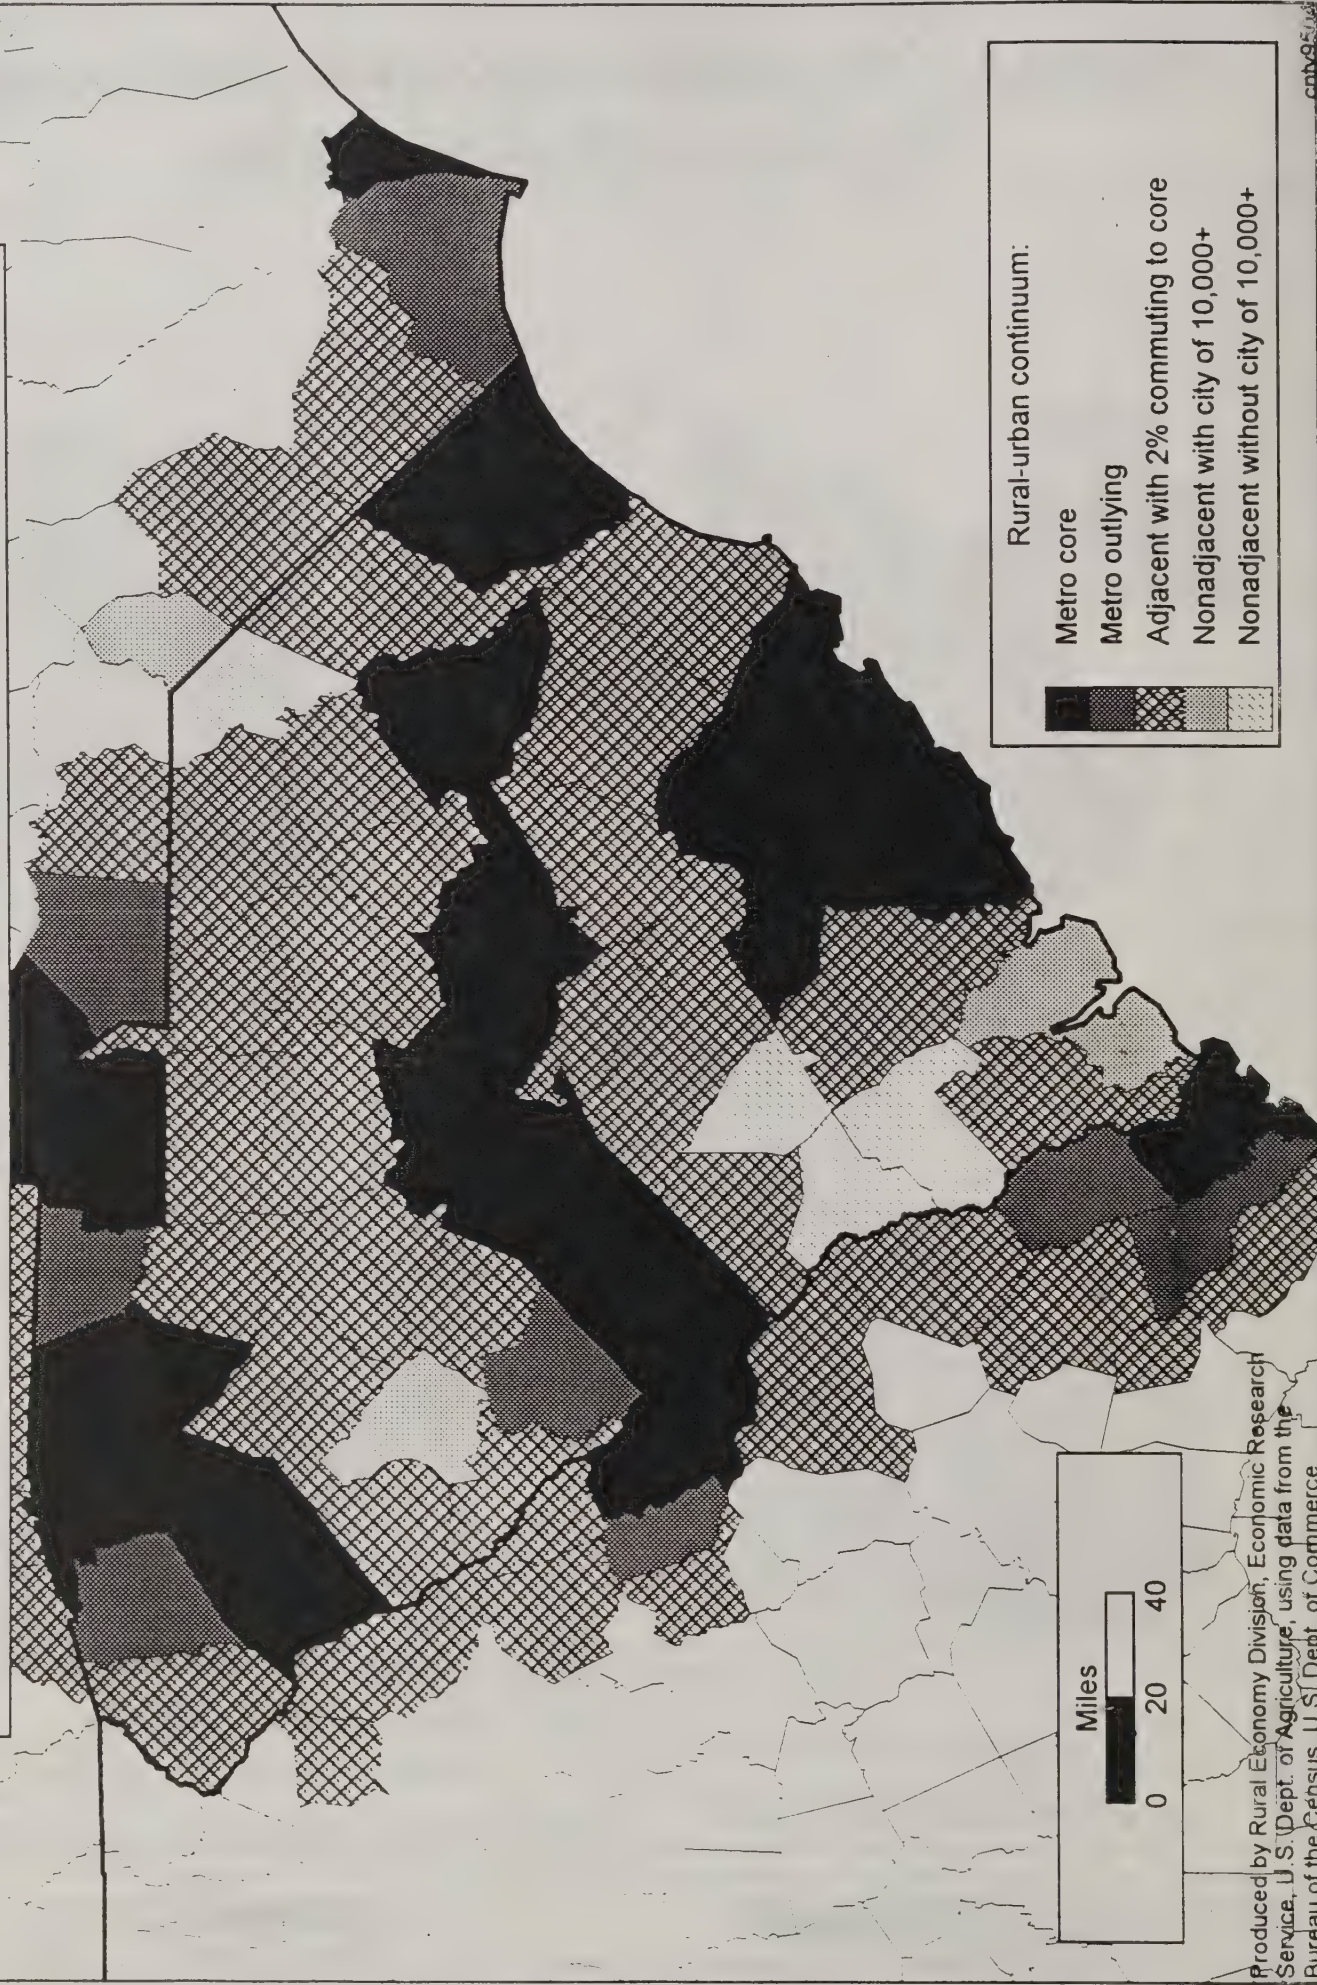 Rural-urban continuum:
Metro core
Metro outlying
Adjacent with 2% commuting to core
Nonadjacent with city of 10,000+
Nonadjacent without city of 10,000+
Miles
0 20 40
Produced by Rural Economy Division, Economic Research
Service, U.S. Dept. of Agriculture, using data from the
Bureau of the Census, U.S. Dept. of Commerce